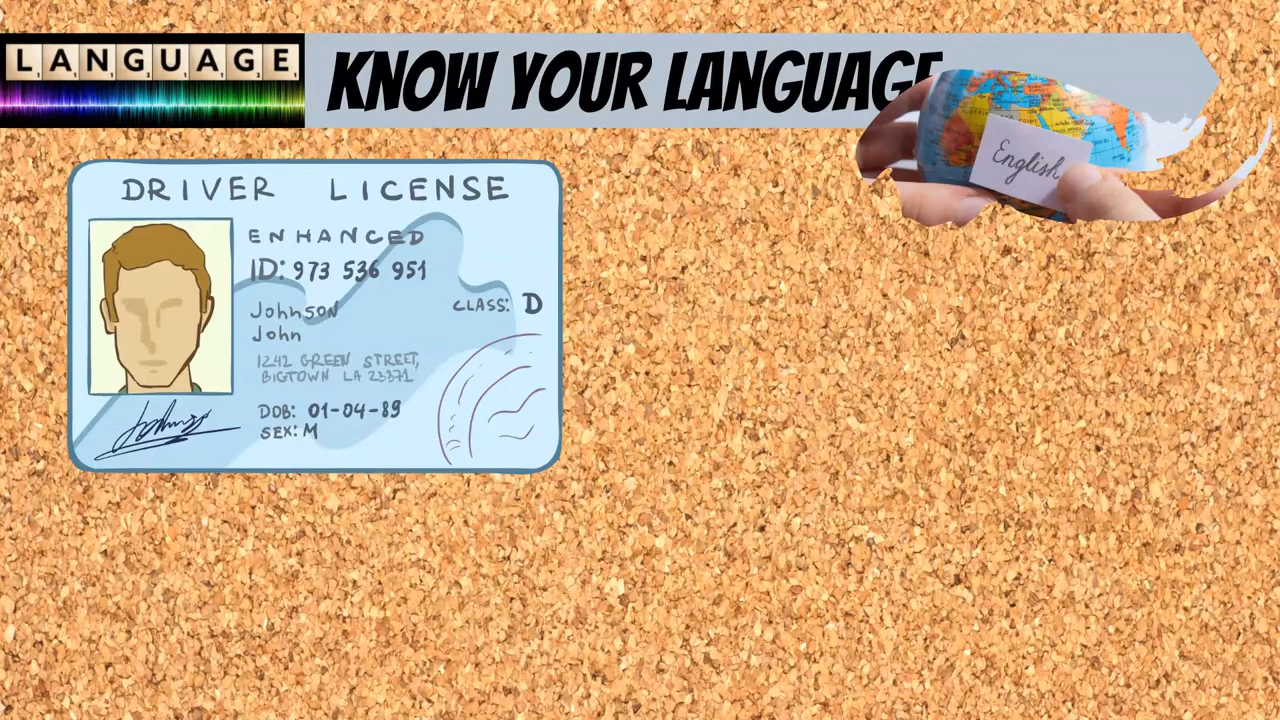 LANGUAGE
KNOW YOUR LANGUAGE
English
DRIVER LICENSE
ENHANCED
ID: 973 536 951
Johnson
CLASS: D
John
1242 GREEN STREET,
BIGTOWN LA 23371
DOB: 01-04-89
SEX: M